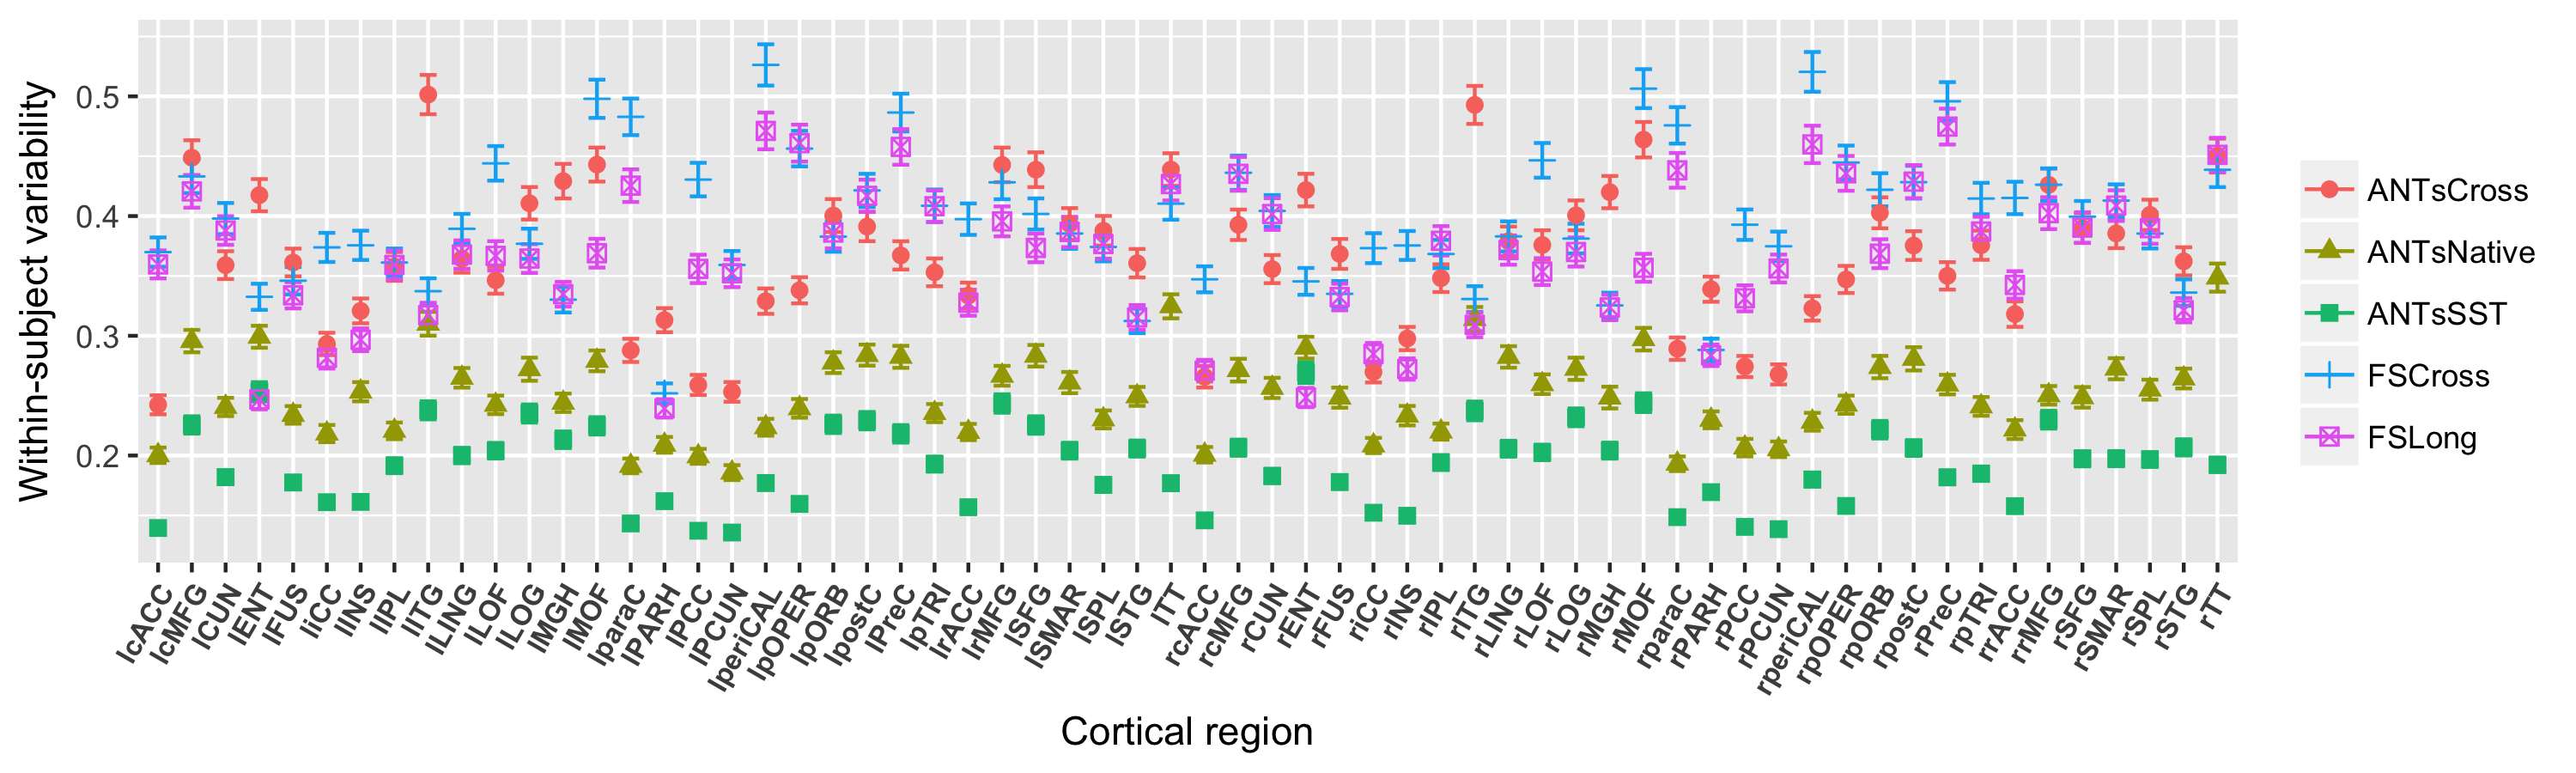 Within-subject variability
0.5
0.4
0.3
0.2
lcACC
lcMFG
lCUN
lENT
lFUS
liCC
lINS
lIPL
lITG
lLING
lLOF
lLOG
lMGH
lMOF
lparaC
lPARH
lPCC
lPCUN
lperiCAL
lpOPER
lpORB
lpostC
lPreC
lpTRI
lrACC
lrMFG
lSFG
lSMAR
lSPL
lSTG
lTT
rcACC
rcMFG
rCUN
rENT
rFUS
riCC
rINS
rIPL
rITG
rLING
rLOF
rLOG
rMGH
rMOF
rparaC
rPARH
rPCC
rPCUN
rperiCAL
rpOPER
rpORB
rpostC
rPreC
rpTRI
rrACC
rrMFG
rSFG
rSMAR
rSPL
rSTG
rTT
Cortical region
ANTsCross
ANTsNative
ANTsSST
FSCross
FSLong